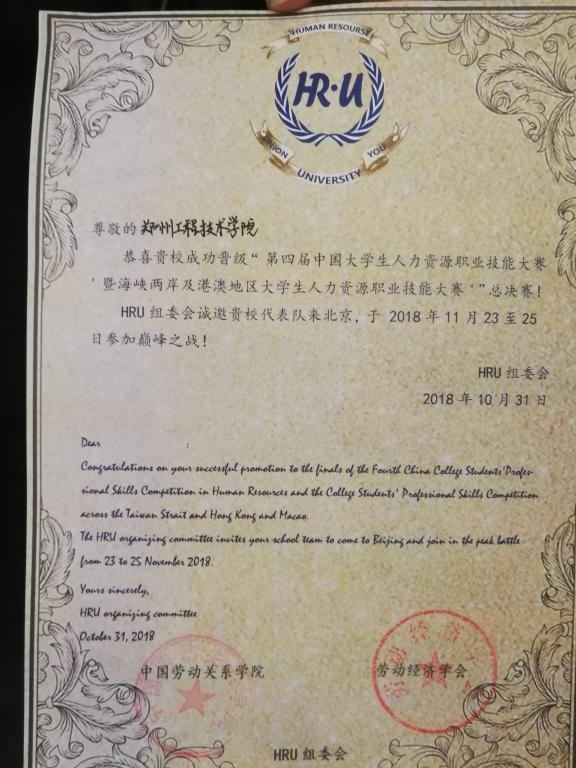 HUMAN RESOURSE
HR·U
UNION
YOU
UNIVERSITY
尊敬的 郑州工程技术学院
恭喜贵校成功晋级“第四届中国大学生人力资源职业技能大赛
‘暨海峡两岸及港澳地区大学生人力资源职业技能大赛’”总决赛!
HRU 组委会诚邀贵校代表队来北京, 于 2018 年 11 月 23 至 25
日参加巅峰之战!
HRU 组委会
2018 年 10 月 31 日
Dear :
Congratulations on your successful promotion to the finals of the Fourth China College Students'Profes-
sional Skills Competition in Human Resources and the College Students' Professional Skills Competition
across the Taiwan Strait and Hong Kong and Macao.
The HRU organizing committee invites your school team to come to Beijing and join in the peak battle
from 23 to 25 November 2018.
Yours sincerely,
HRU organizing committee
October 31, 2018
中国劳动关系学院 劳动经济学会
HRU 组委会